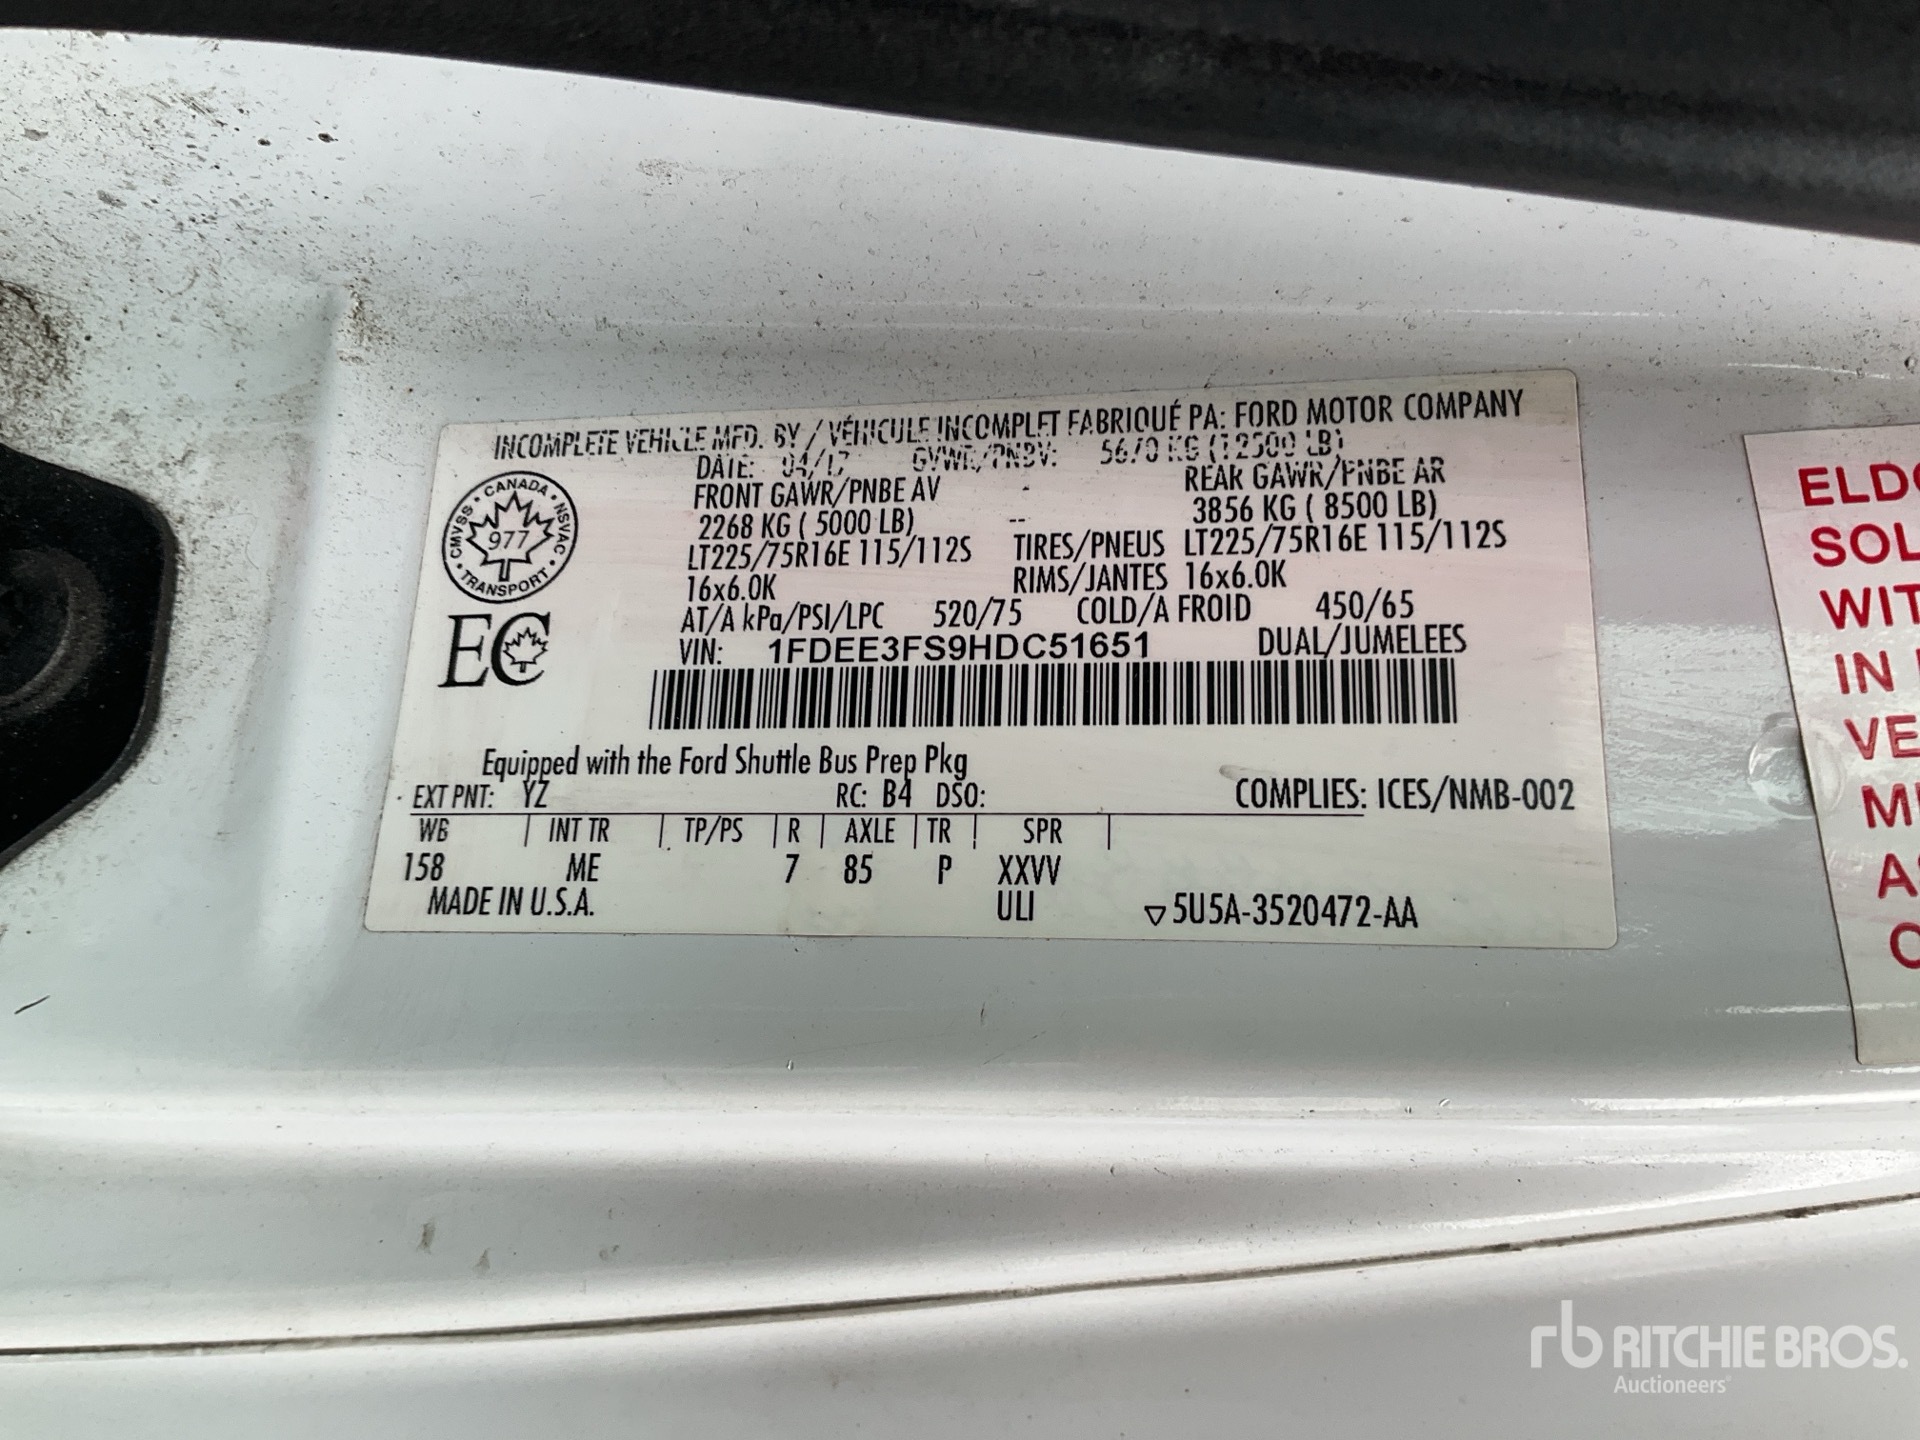 INCOMPLETE VEHICLE MFD. BY / VÉHICULE INCOMPLET FABRIQUÉ PA: FORD MOTOR COMPANY
DATE: 04/17 GVWR/PNBV: 5670 KG (12500 LB)
FRONT GAWR/PNBE AV REAR GAWR/PNBE AR
2268 KG ( 5000 LB) -- 3856 KG ( 8500 LB)
LT225/75R16E 115/112S TIRES/PNEUS LT225/75R16E 115/112S
16x6.0K RIMS/JANTES 16x6.0K
AT/A kPa/PSI/LPC 520/75 COLD/A FROID 450/65
VIN: 1FDEE3FS9HDC51651 DUAL/JUMELEES
CANADA · NSVAC · TRANSPORT · CMVSS ·
977
EC
Equipped with the Ford Shuttle Bus Prep Pkg
EXT PNT: YZ RC: B4 DSO: COMPLIES: ICES/NMB-002
WB | INT TR | TP/PS | R | AXLE | TR | SPR |
158 ME 7 85 P XXVV
MADE IN U.S.A. ULI ▽ 5U5A-3520472-AA
SOL
WIT
IN
VE
rb RITCHIE BROS.
Auctioneers